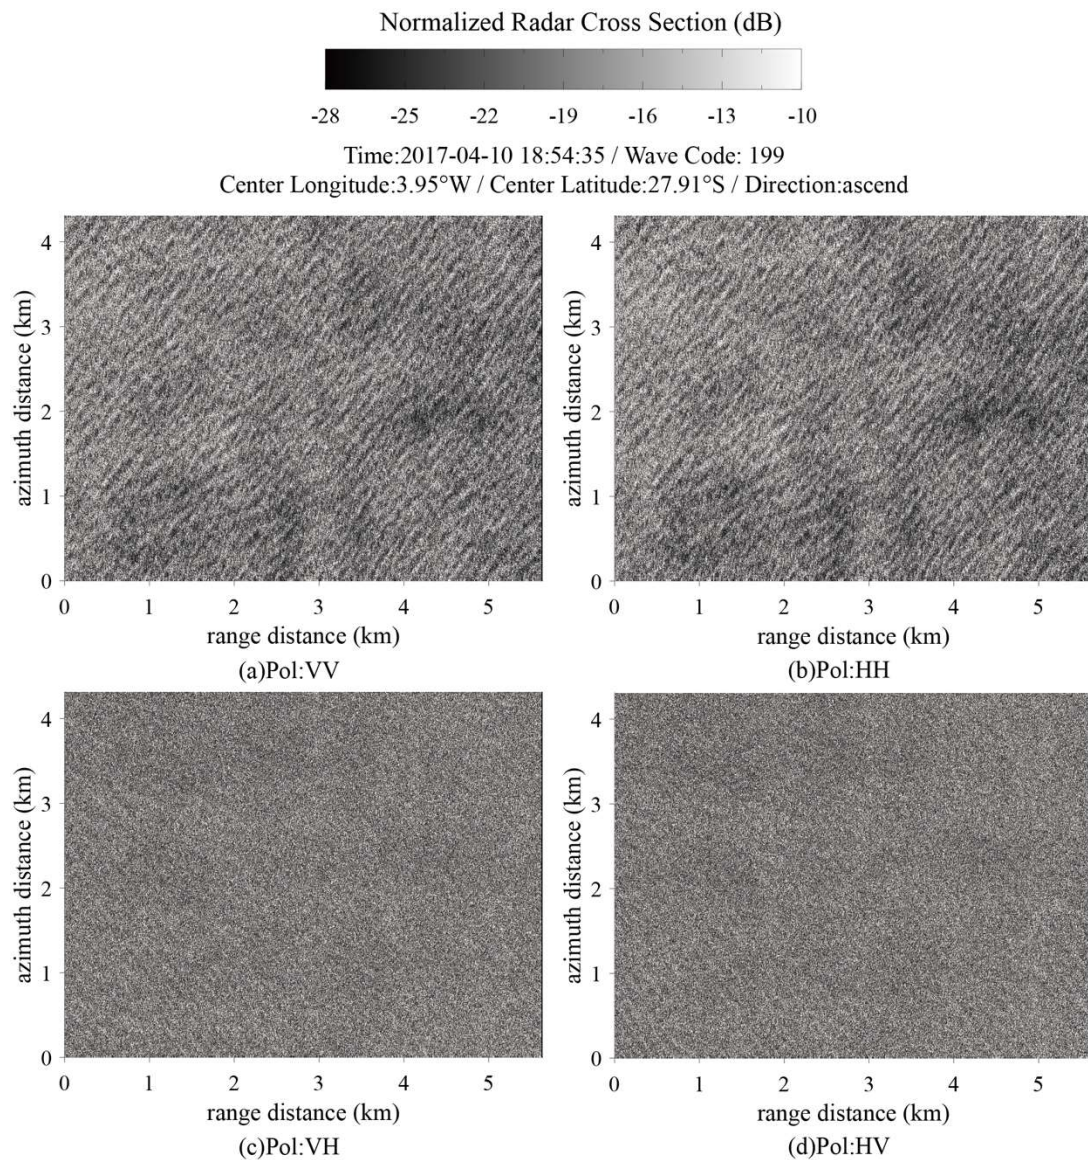 Normalized Radar Cross Section (dB)
-28 -25 -22 -19 -16 -13 -10
Time:2017-04-10 18:54:35 / Wave Code: 199
Center Longitude:3.95°W / Center Latitude:27.91°S / Direction:ascend
azimuth distance (km)
4
3
2
1
0
0 1 2 3 4 5
range distance (km)
(a)Pol:VV
azimuth distance (km)
4
3
2
1
0
0 1 2 3 4 5
range distance (km)
(b)Pol:HH
azimuth distance (km)
4
3
2
1
0
0 1 2 3 4 5
range distance (km)
(c)Pol:VH
azimuth distance (km)
4
3
2
1
0
0 1 2 3 4 5
range distance (km)
(d)Pol:HV